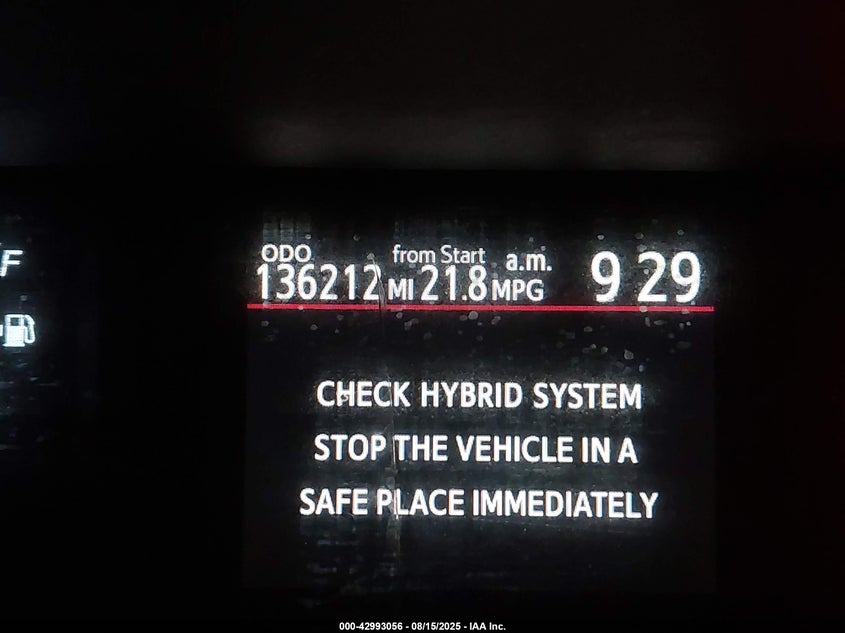 F
ODO from Start a.m. 9 29
136212 MI 21.8 MPG
CHECK HYBRID SYSTEM
STOP THE VEHICLE IN A
SAFE PLACE IMMEDIATELY
000-42993056 - 08/15/2025 - IAA Inc.